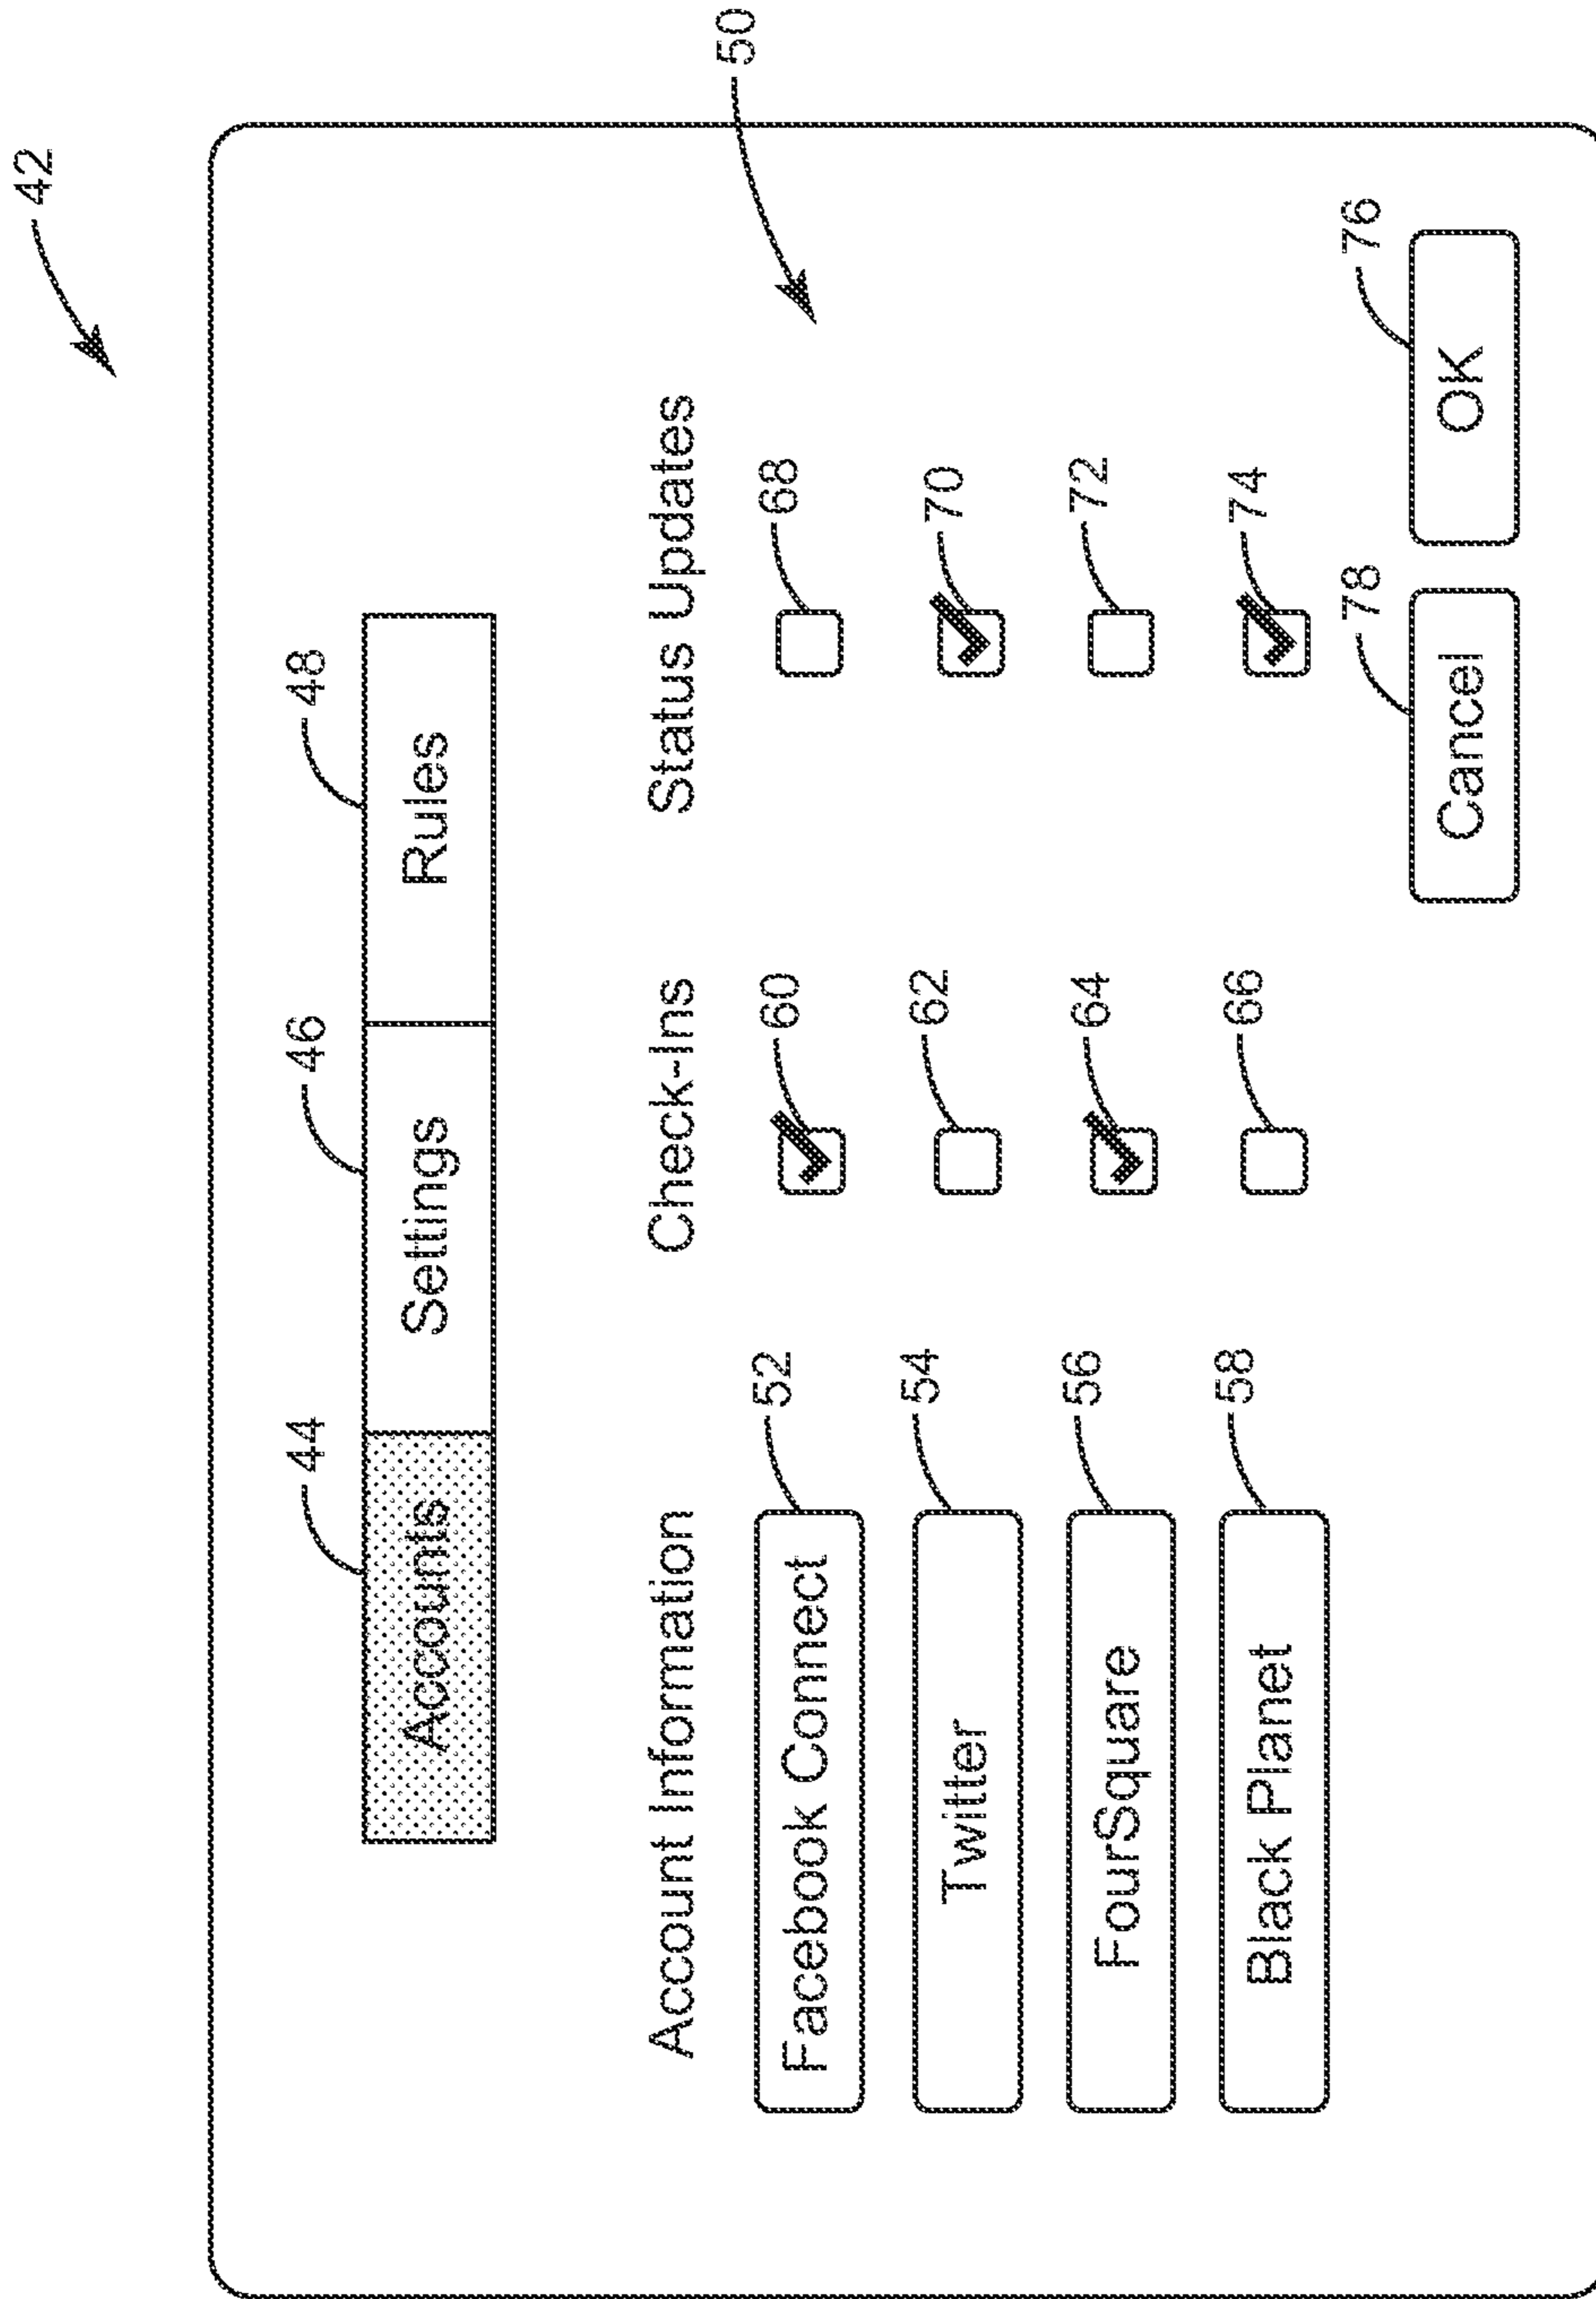 42
44
46
48
Accounts
Settings
Rules
50
Account Information
Check-Ins
Status Updates
Facebook Connect
52
60
68
Twitter
54
62
70
FourSquare
56
64
72
Black Planet
58
66
74
78
76
Cancel
OK